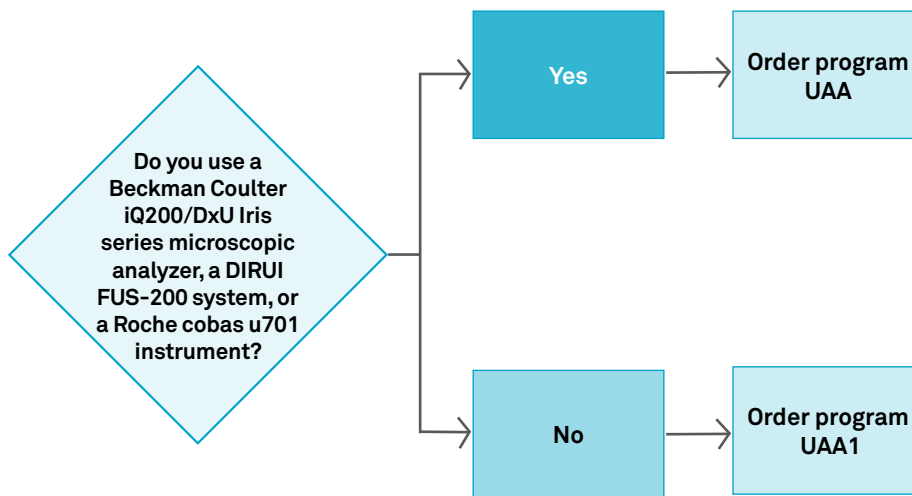 Do you use a
Beckman Coulter
iQ200/DxU Iris
series microscopic
analyzer, a DIRUI
FUS-200 system, or
a Roche cobas u701
instrument?
Yes
Order program
UAA
No
Order program
UAA1